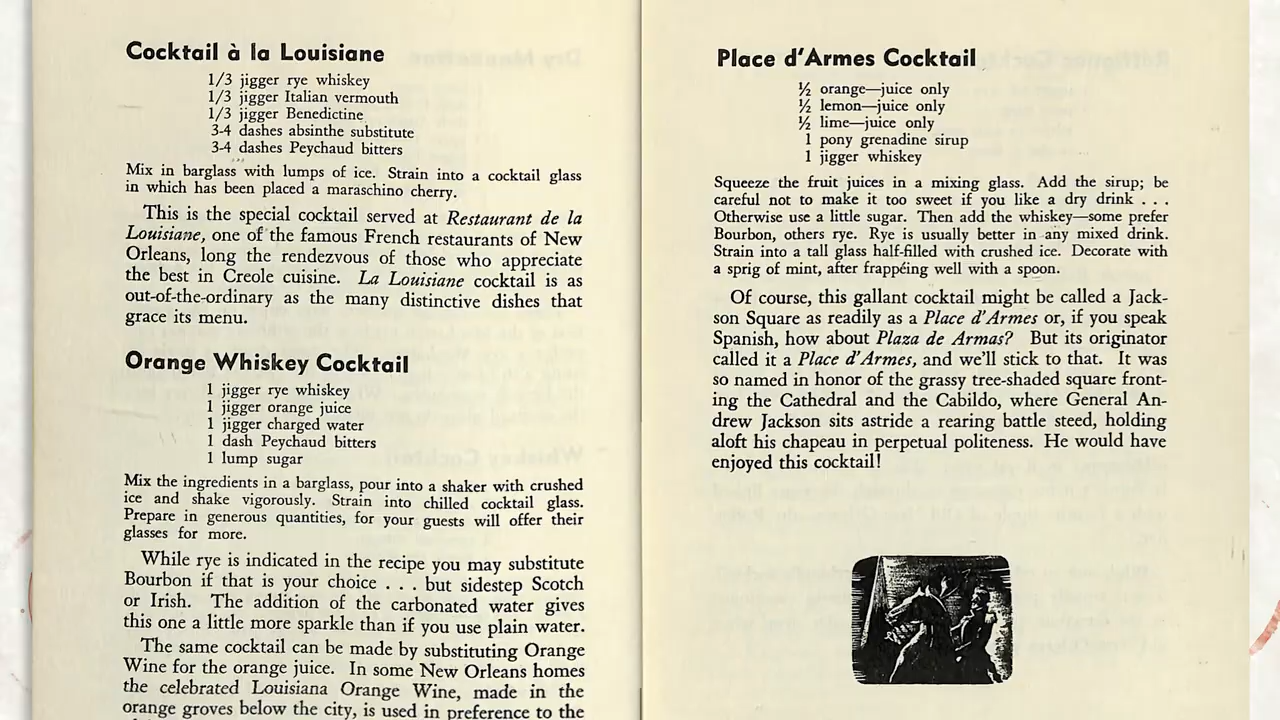 Cocktail à la Louisiane
1/3 jigger rye whiskey
1/3 jigger Italian vermouth
1/3 jigger Benedictine
3-4 dashes absinthe substitute
3-4 dashes Peychaud bitters
Mix in barglass with lumps of ice. Strain into a cocktail glass
in which has been placed a maraschino cherry.
This is the special cocktail served at Restaurant de la
Louisiane, one of the famous French restaurants of New
Orleans, long the rendezvous of those who appreciate
the best in Creole cuisine. La Louisiane cocktail is as
out-of-the-ordinary as the many distinctive dishes that
grace its menu.
Orange Whiskey Cocktail
1 jigger rye whiskey
1 jigger orange juice
1 jigger charged water
1 dash Peychaud bitters
1 lump sugar
Mix the ingredients in a barglass, pour into a shaker with crushed
ice and shake vigorously. Strain into chilled cocktail glass.
Prepare in generous quantities, for your guests will offer their
glasses for more.
While rye is indicated in the recipe you may substitute
Bourbon if that is your choice . . . but sidestep Scotch
or Irish. The addition of the carbonated water gives
this one a little more sparkle than if you use plain water.
The same cocktail can be made by substituting Orange
Wine for the orange juice. In some New Orleans homes
the celebrated Louisiana Orange Wine, made in the
orange groves below the city, is used in preference to the
Place d'Armes Cocktail
½ orange—juice only
½ lemon—juice only
½ lime—juice only
1 pony grenadine sirup
1 jigger whiskey
Squeeze the fruit juices in a mixing glass. Add the sirup; be
careful not to make it too sweet if you like a dry drink . . .
Otherwise use a little sugar. Then add the whiskey—some prefer
Bourbon, others rye. Rye is usually better in any mixed drink.
Strain into a tall glass half-filled with crushed ice. Decorate with
a sprig of mint, after frappéing well with a spoon.
Of course, this gallant cocktail might be called a Jack-
son Square as readily as a Place d'Armes or, if you speak
Spanish, how about Plaza de Armas? But its originator
called it a Place d'Armes, and we'll stick to that. It was
so named in honor of the grassy tree-shaded square front-
ing the Cathedral and the Cabildo, where General An-
drew Jackson sits astride a rearing battle steed, holding
aloft his chapeau in perpetual politeness. He would have
enjoyed this cocktail!